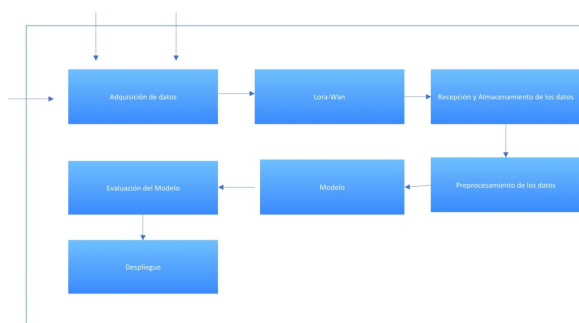 Adquisición de datos
Lora-Wan
Recepción y Almacenamiento de los datos
Evaluación del Modelo
Modelo
Preprocesamiento de los datos
Despliegue